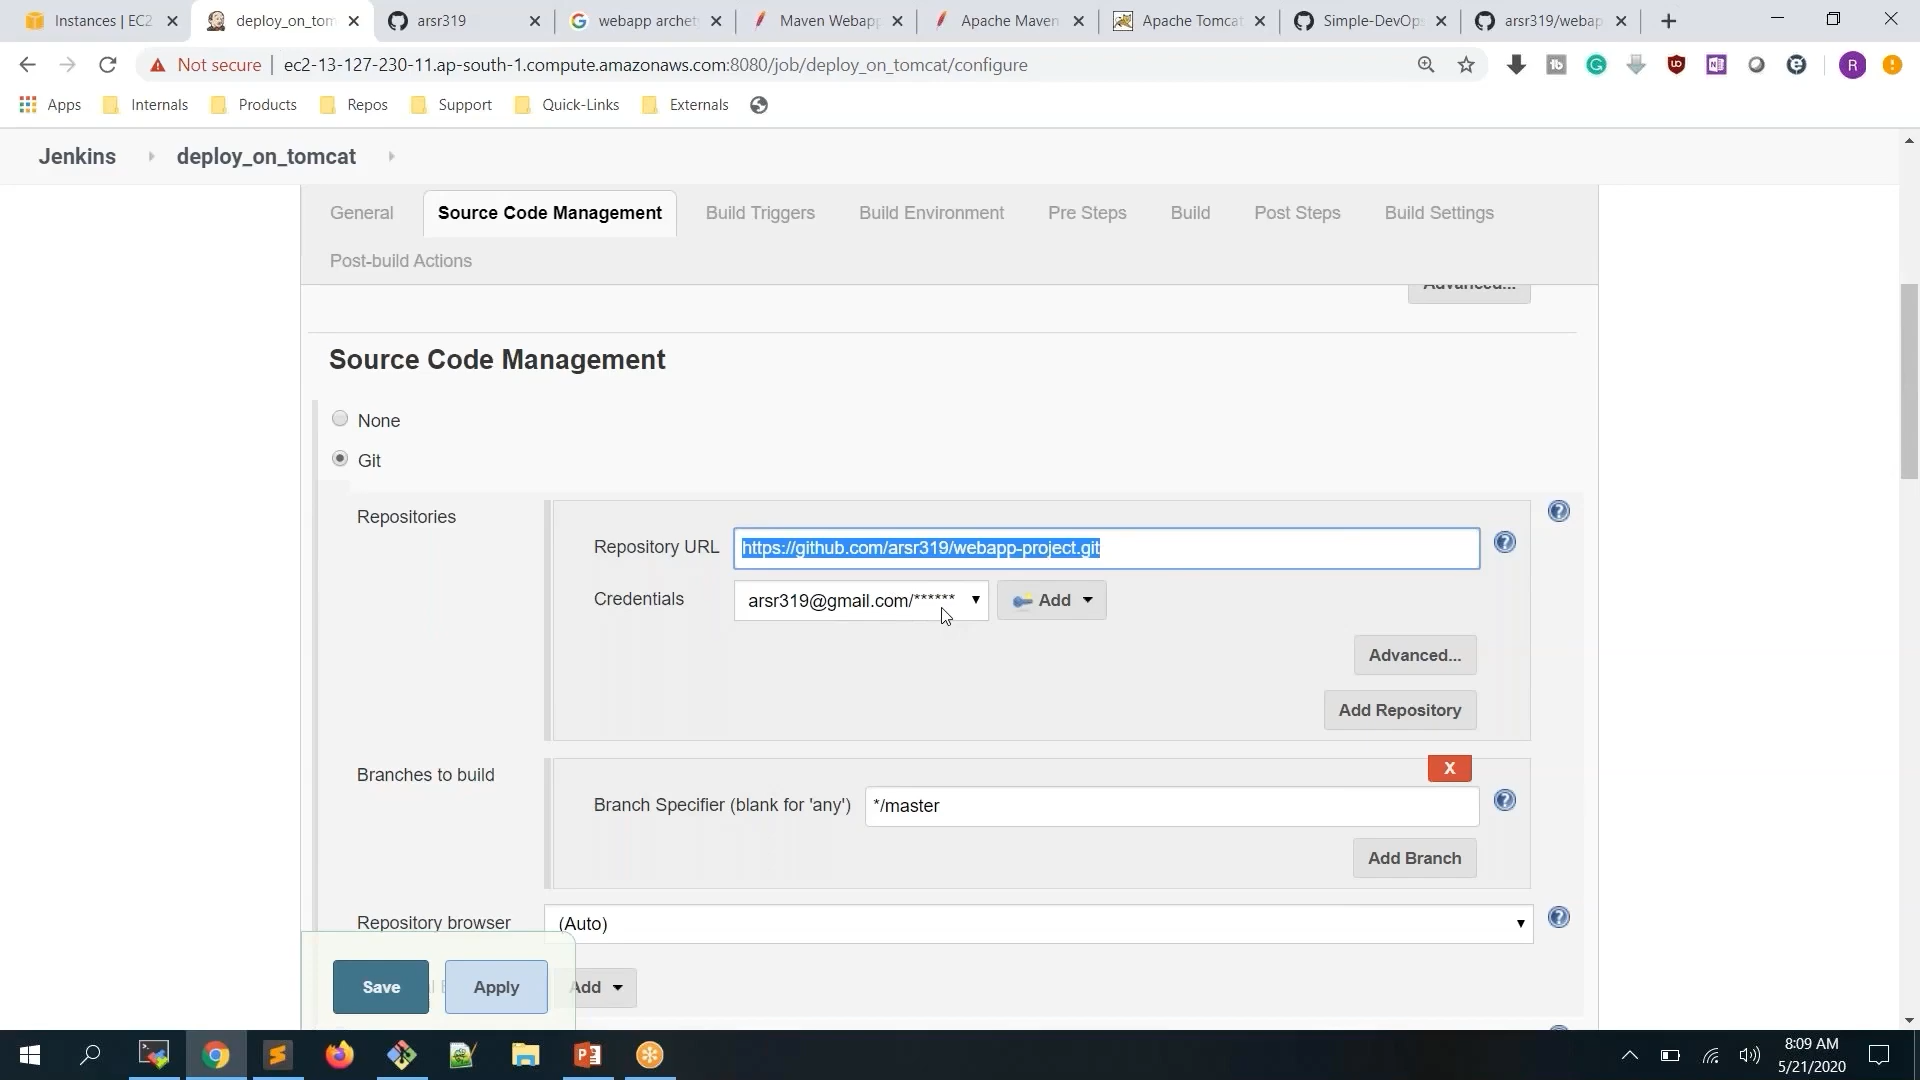 Instances | EC2
deploy_on_tom
arsr319
webapp archet
Maven Webapp
Apache Maven
Apache Tomcat
Simple-DevOps
arsr319/webap
Not secure
ec2-13-127-230-11.ap-south-1.compute.amazonaws.com:8080/job/deploy_on_tomcat/configure
R
Apps
Internals
Products
Repos
Support
Quick-Links
Externals
Jenkins
deploy_on_tomcat
General
Source Code Management
Build Triggers
Build Environment
Pre Steps
Build
Post Steps
Build Settings
Post-build Actions
Advanced...
Source Code Management
None
Git
Repositories
Repository URL
https://github.com/arsr319/webapp-project.git
Credentials
arsr319@gmail.com/******
Add
Advanced...
Add Repository
Branches to build
X
Branch Specifier (blank for 'any')
*/master
Add Branch
Repository browser
(Auto)
Save
Apply
Add
8:09 AM
5/21/2020